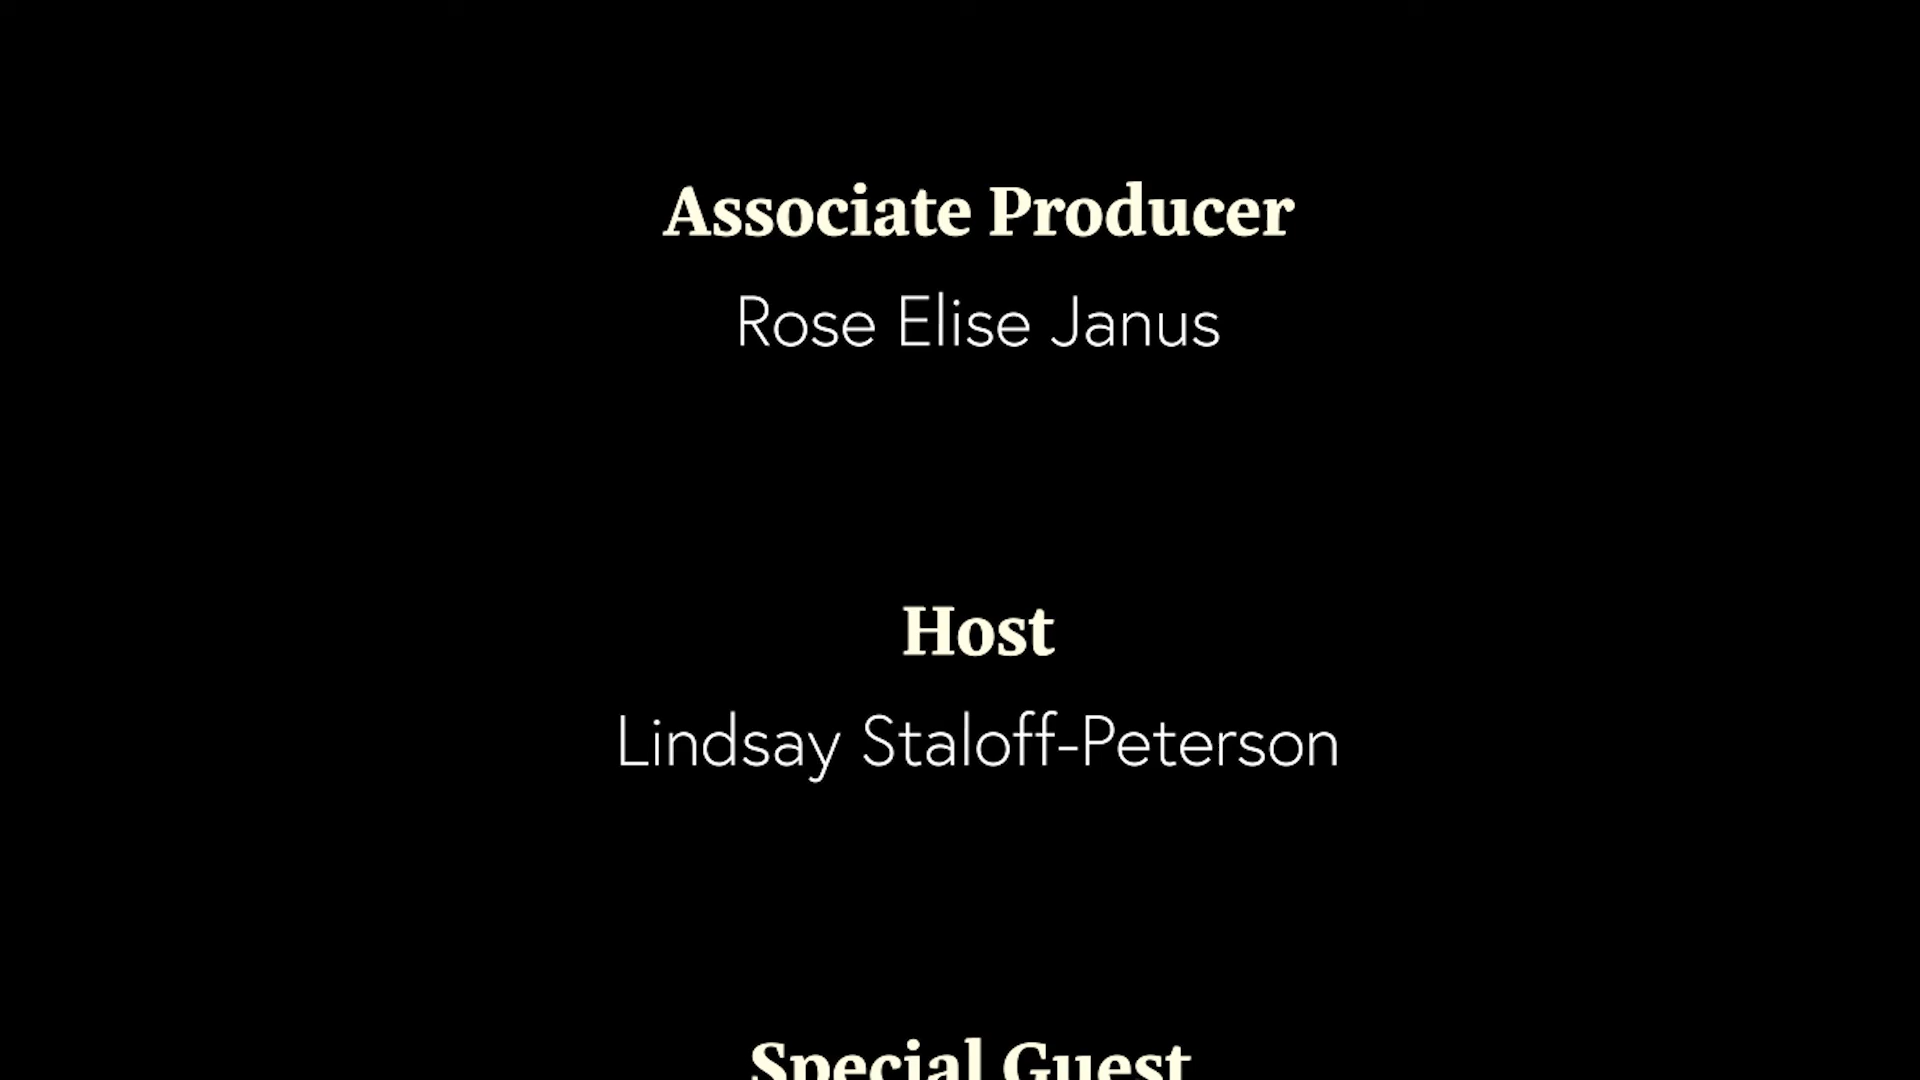 Associate Producer
Rose Elise Janus
Host
Lindsay Staloff-Peterson
Special Guest